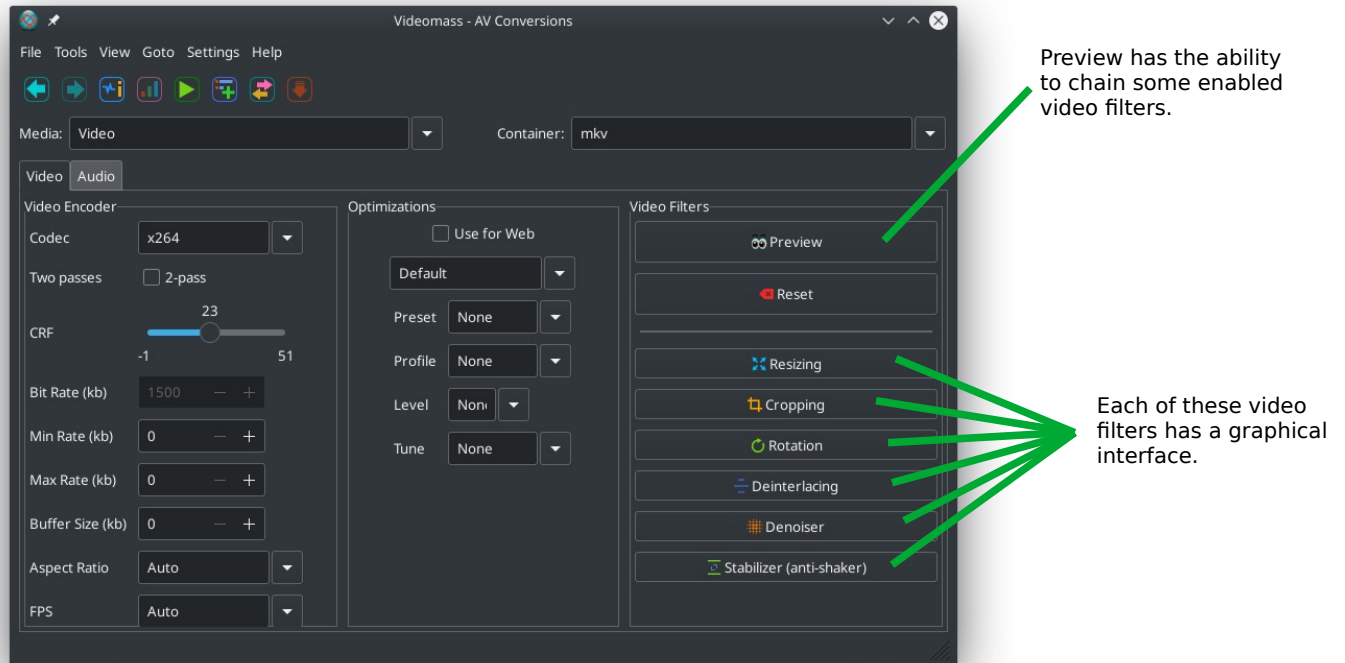 Videomass - AV Conversions
File Tools View Goto Settings Help
Media: Video Container: mkv
Video Audio
Video Encoder
Codec x264
Two passes 2-pass
23
CRF
-1 51
Bit Rate (kb) 1500
Min Rate (kb) 0
Max Rate (kb) 0
Buffer Size (kb) 0
Aspect Ratio Auto
FPS Auto
Optimizations
Use for Web
Default
Preset None
Profile None
Level
Tune None
Video Filters
Preview
Reset
Resizing
Cropping
Rotation
Deinterlacing
Denoiser
Stabilizer (anti-shaker)
Preview has the ability
to chain some enabled
video filters.
Each of these video
filters has a graphical
interface.